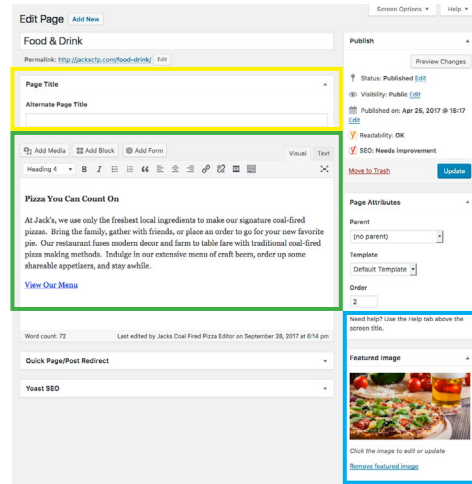 Edit Page Add New
Screen Options ▼ Help ▼
Food & Drink
Permalink: http://jackscfp.com/food-drink/ Edit
Page Title
Alternate Page Title
Add Media Add Block Add Form Visual Text
Heading 4 B I
Pizza You Can Count On
At Jack's, we use only the freshest local ingredients to make our signature coal-fired
pizzas. Bring the family, gather with friends, or place an order to go for your new favorite
pie. Our restaurant fuses modern decor and farm to table fare with traditional coal-fired
pizza making methods. Indulge in our extensive menu of craft beers, order up some
shareable appetizers, and stay awhile.
View Our Menu
Word count: 72 Last edited by Jacks Coal Fired Pizza Editor on September 28, 2017 at 6:14 pm
Quick Page/Post Redirect
Yoast SEO
Publish
Preview Changes
Status: Published Edit
Visibility: Public Edit
Published on: Apr 25, 2017 @ 15:17
Edit
Readability: OK
SEO: Needs improvement
Move to Trash Update
Page Attributes
Parent
(no parent)
Template
Default Template
Order
2
Need help? Use the Help tab above the
screen title.
Featured Image
Click the image to edit or update
Remove featured image